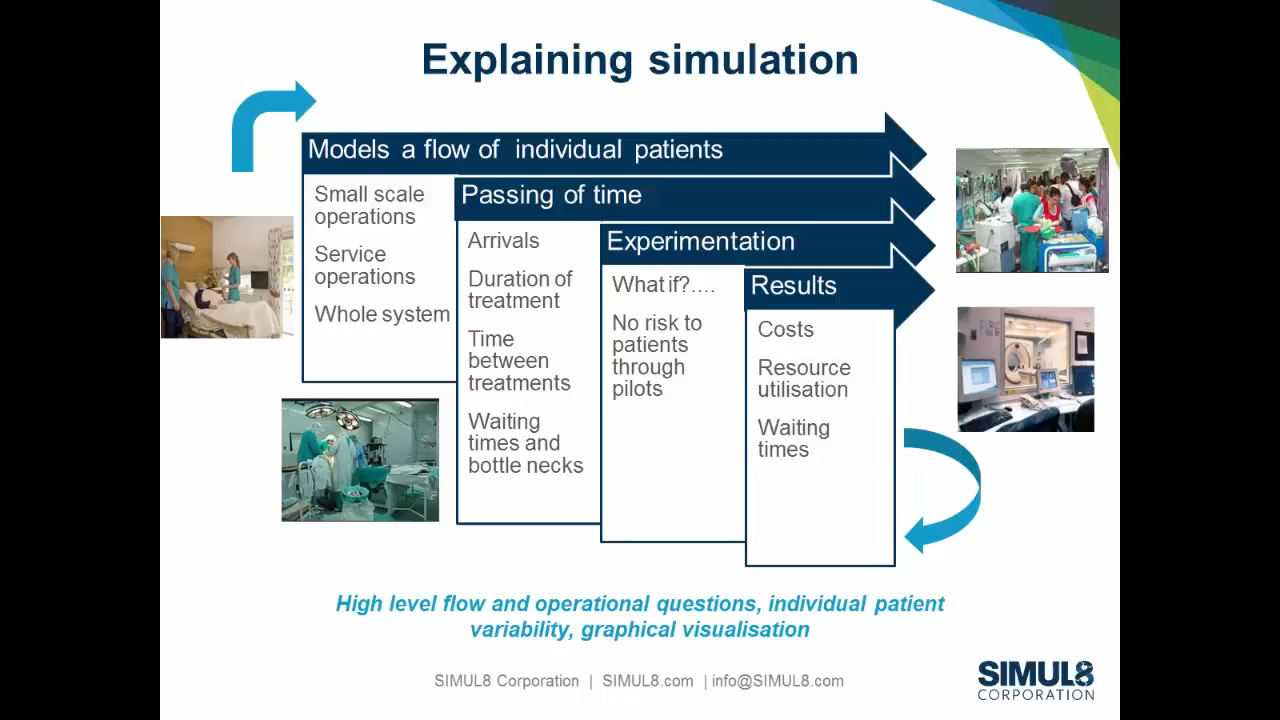 Explaining simulation
Models a flow of individual patients
Small scale
operations
Service
operations
Whole system
Passing of time
Arrivals
Duration of
treatment
Time
between
treatments
Waiting
times and
bottle necks
Experimentation
What if?....
No risk to
patients
through
pilots
Results
Costs
Resource
utilisation
Waiting
times
High level flow and operational questions, individual patient
variability, graphical visualisation
SIMUL8 Corporation | SIMUL8.com | info@SIMUL8.com
SIMUL8
CORPORATION